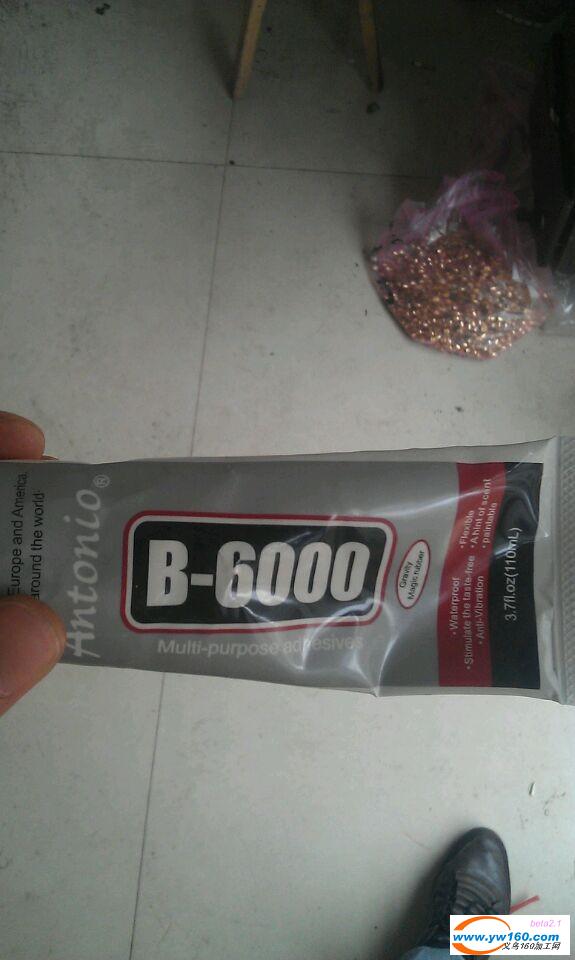 Europe and America.
around the world
Antonio®
B-6000
Multi-purpose adhesives
Gravity
Magic rubber
·Waterproof
·Stimulate the taste-free
·Anti-Vibration
·Flexible
·A hint of scent
·paintable
3.7fl.oz(110mL)
beta2.1
www.yw160.com
义乌160加工网